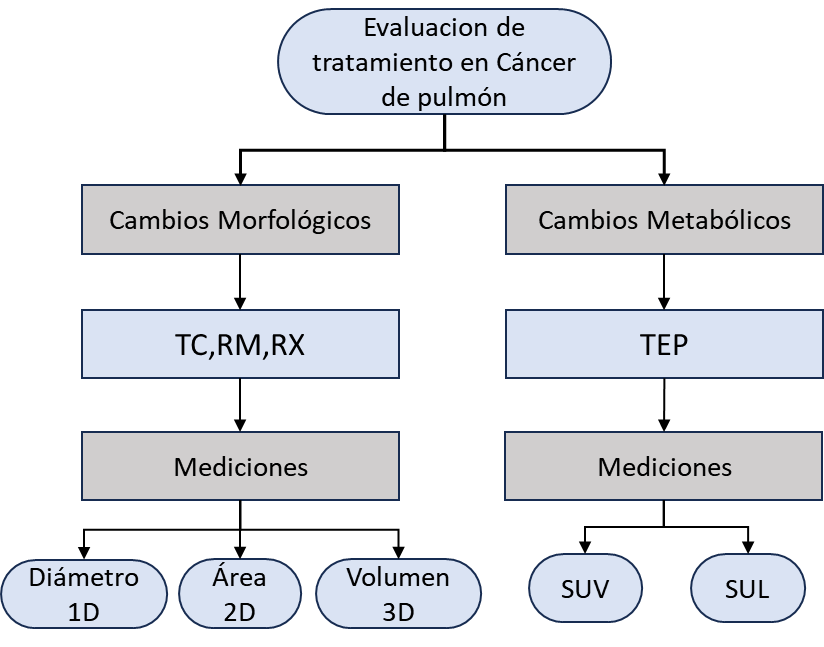 Evaluacion de
tratamiento en Cáncer
de pulmón
Cambios Morfológicos
Cambios Metabólicos
TC,RM,RX
TEP
Mediciones
Mediciones
Diámetro
1D
Área
2D
Volumen
3D
SUV
SUL